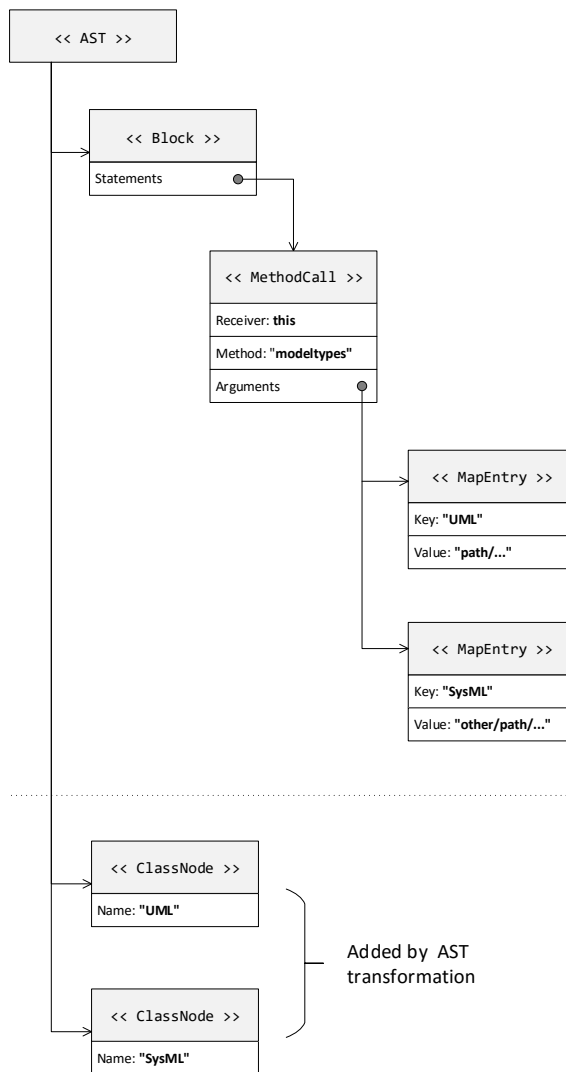 << AST >>
<< Block >>
Statements
<< MethodCall >>
Receiver: this
Method: "modeltypes"
Arguments
<< MapEntry >>
Key: "UML"
Value: "path/..."
<< MapEntry >>
Key: "SysML"
Value: "other/path/..."
<< ClassNode >>
Name: "UML"
Added by AST
transformation
<< ClassNode >>
Name: "SysML"